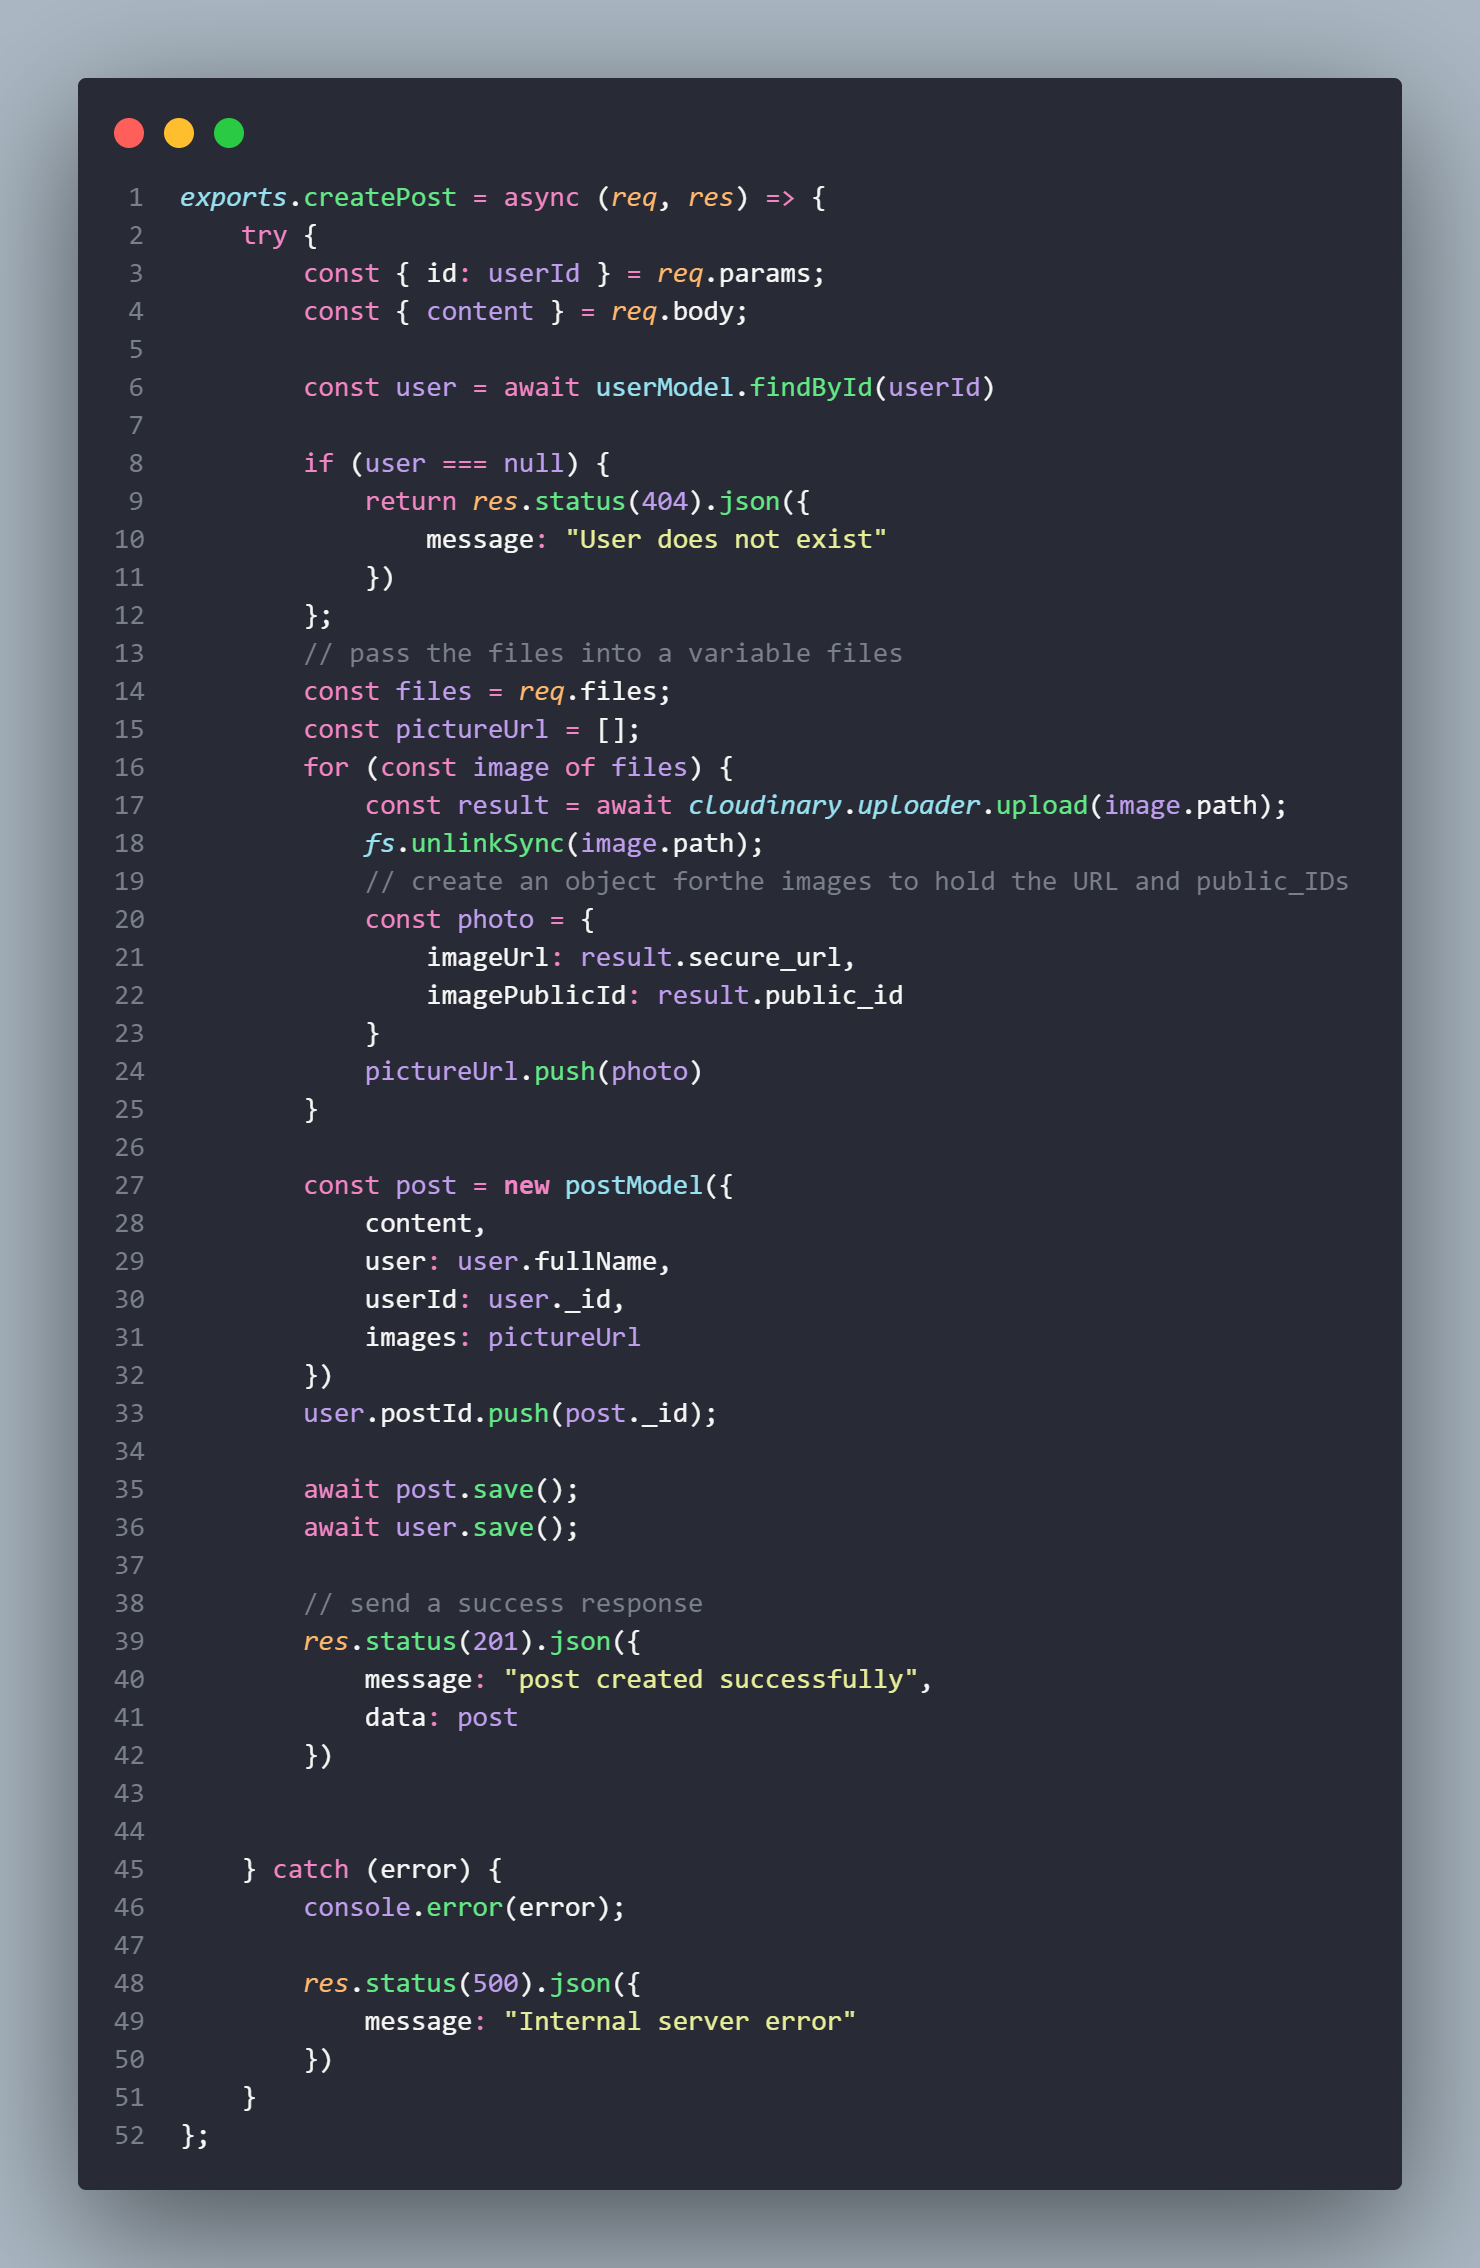 1 exports.createPost = async (req, res) => {
2     try {
3         const { id: userId } = req.params;
4         const { content } = req.body;
5
6         const user = await userModel.findById(userId)
7
8         if (user === null) {
9             return res.status(404).json({
10                 message: "User does not exist"
11             })
12         };
13         // pass the files into a variable files
14         const files = req.files;
15         const pictureUrl = [];
16         for (const image of files) {
17             const result = await cloudinary.uploader.upload(image.path);
18             fs.unlinkSync(image.path);
19             // create an object forthe images to hold the URL and public_IDs
20             const photo = {
21                 imageUrl: result.secure_url,
22                 imagePublicId: result.public_id
23             }
24             pictureUrl.push(photo)
25         }
26
27         const post = new postModel({
28             content,
29             user: user.fullName,
30             userId: user._id,
31             images: pictureUrl
32         })
33         user.postId.push(post._id);
34
35         await post.save();
36         await user.save();
37
38         // send a success response
39         res.status(201).json({
40             message: "post created successfully",
41             data: post
42         })
43
44
45     } catch (error) {
46         console.error(error);
47
48         res.status(500).json({
49             message: "Internal server error"
50         })
51     }
52 };